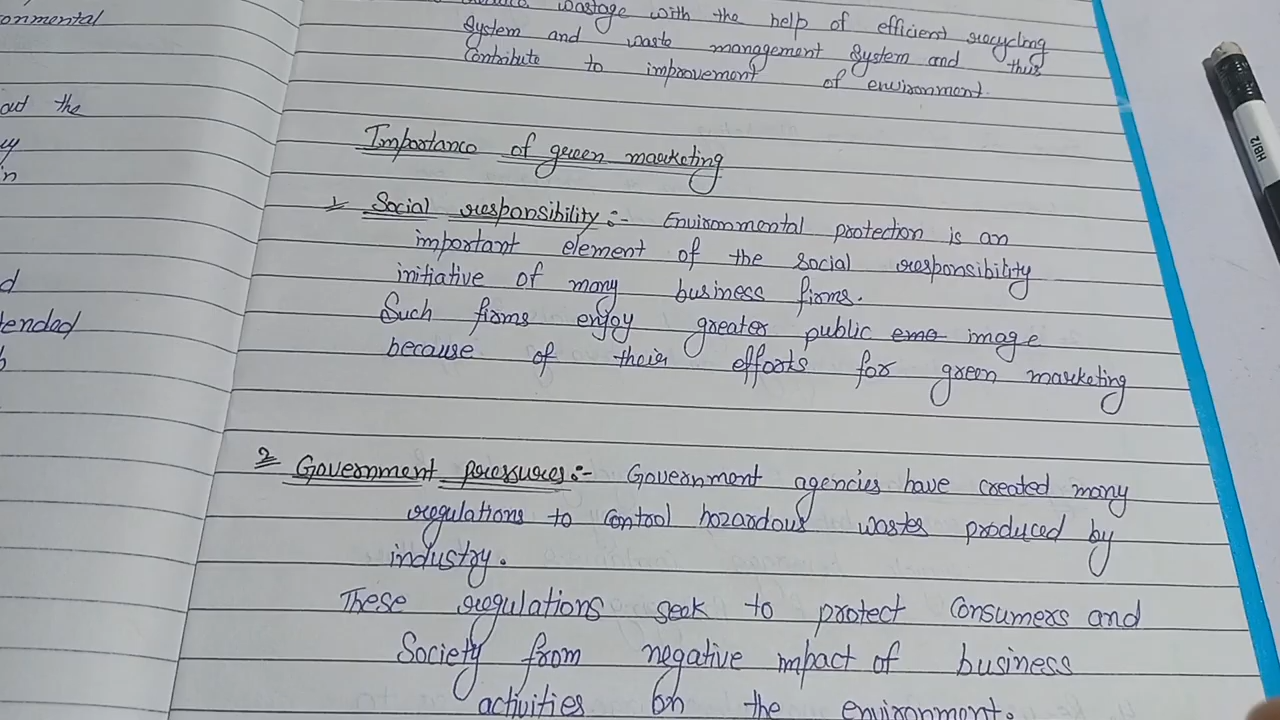 onmental
out the
d
tended
wastage with the help of efficient recycling
System and waste management System and thus
Contribute to improvement of environment.
Importance of green marketing
1 Social responsibility :- Environmental protection is an
important element of the social responsibility
initiative of many business firms.
Such firms enjoy greater public emo image
because of their efforts for green marketing
2 Government pressures :- Government agencies have created many
regulations to control hazardous wastes produced by
industry.
These regulations seek to protect consumers and
Society from negative impact of business
activities on the environment.
HB/2